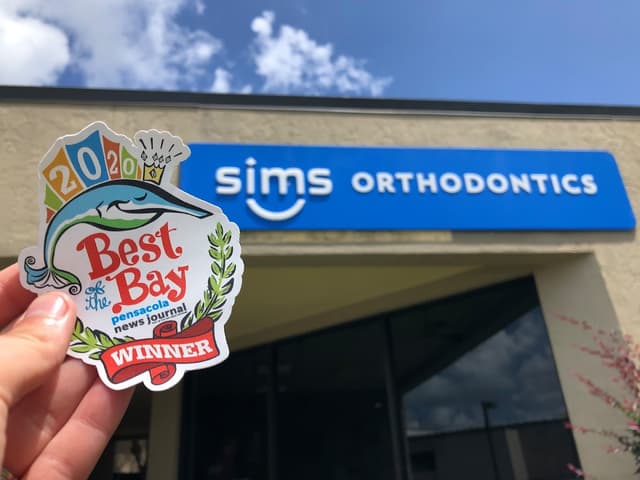 2020
Best
of the
Bay
pensacola
news journal
WINNER
sims ORTHODONTICS